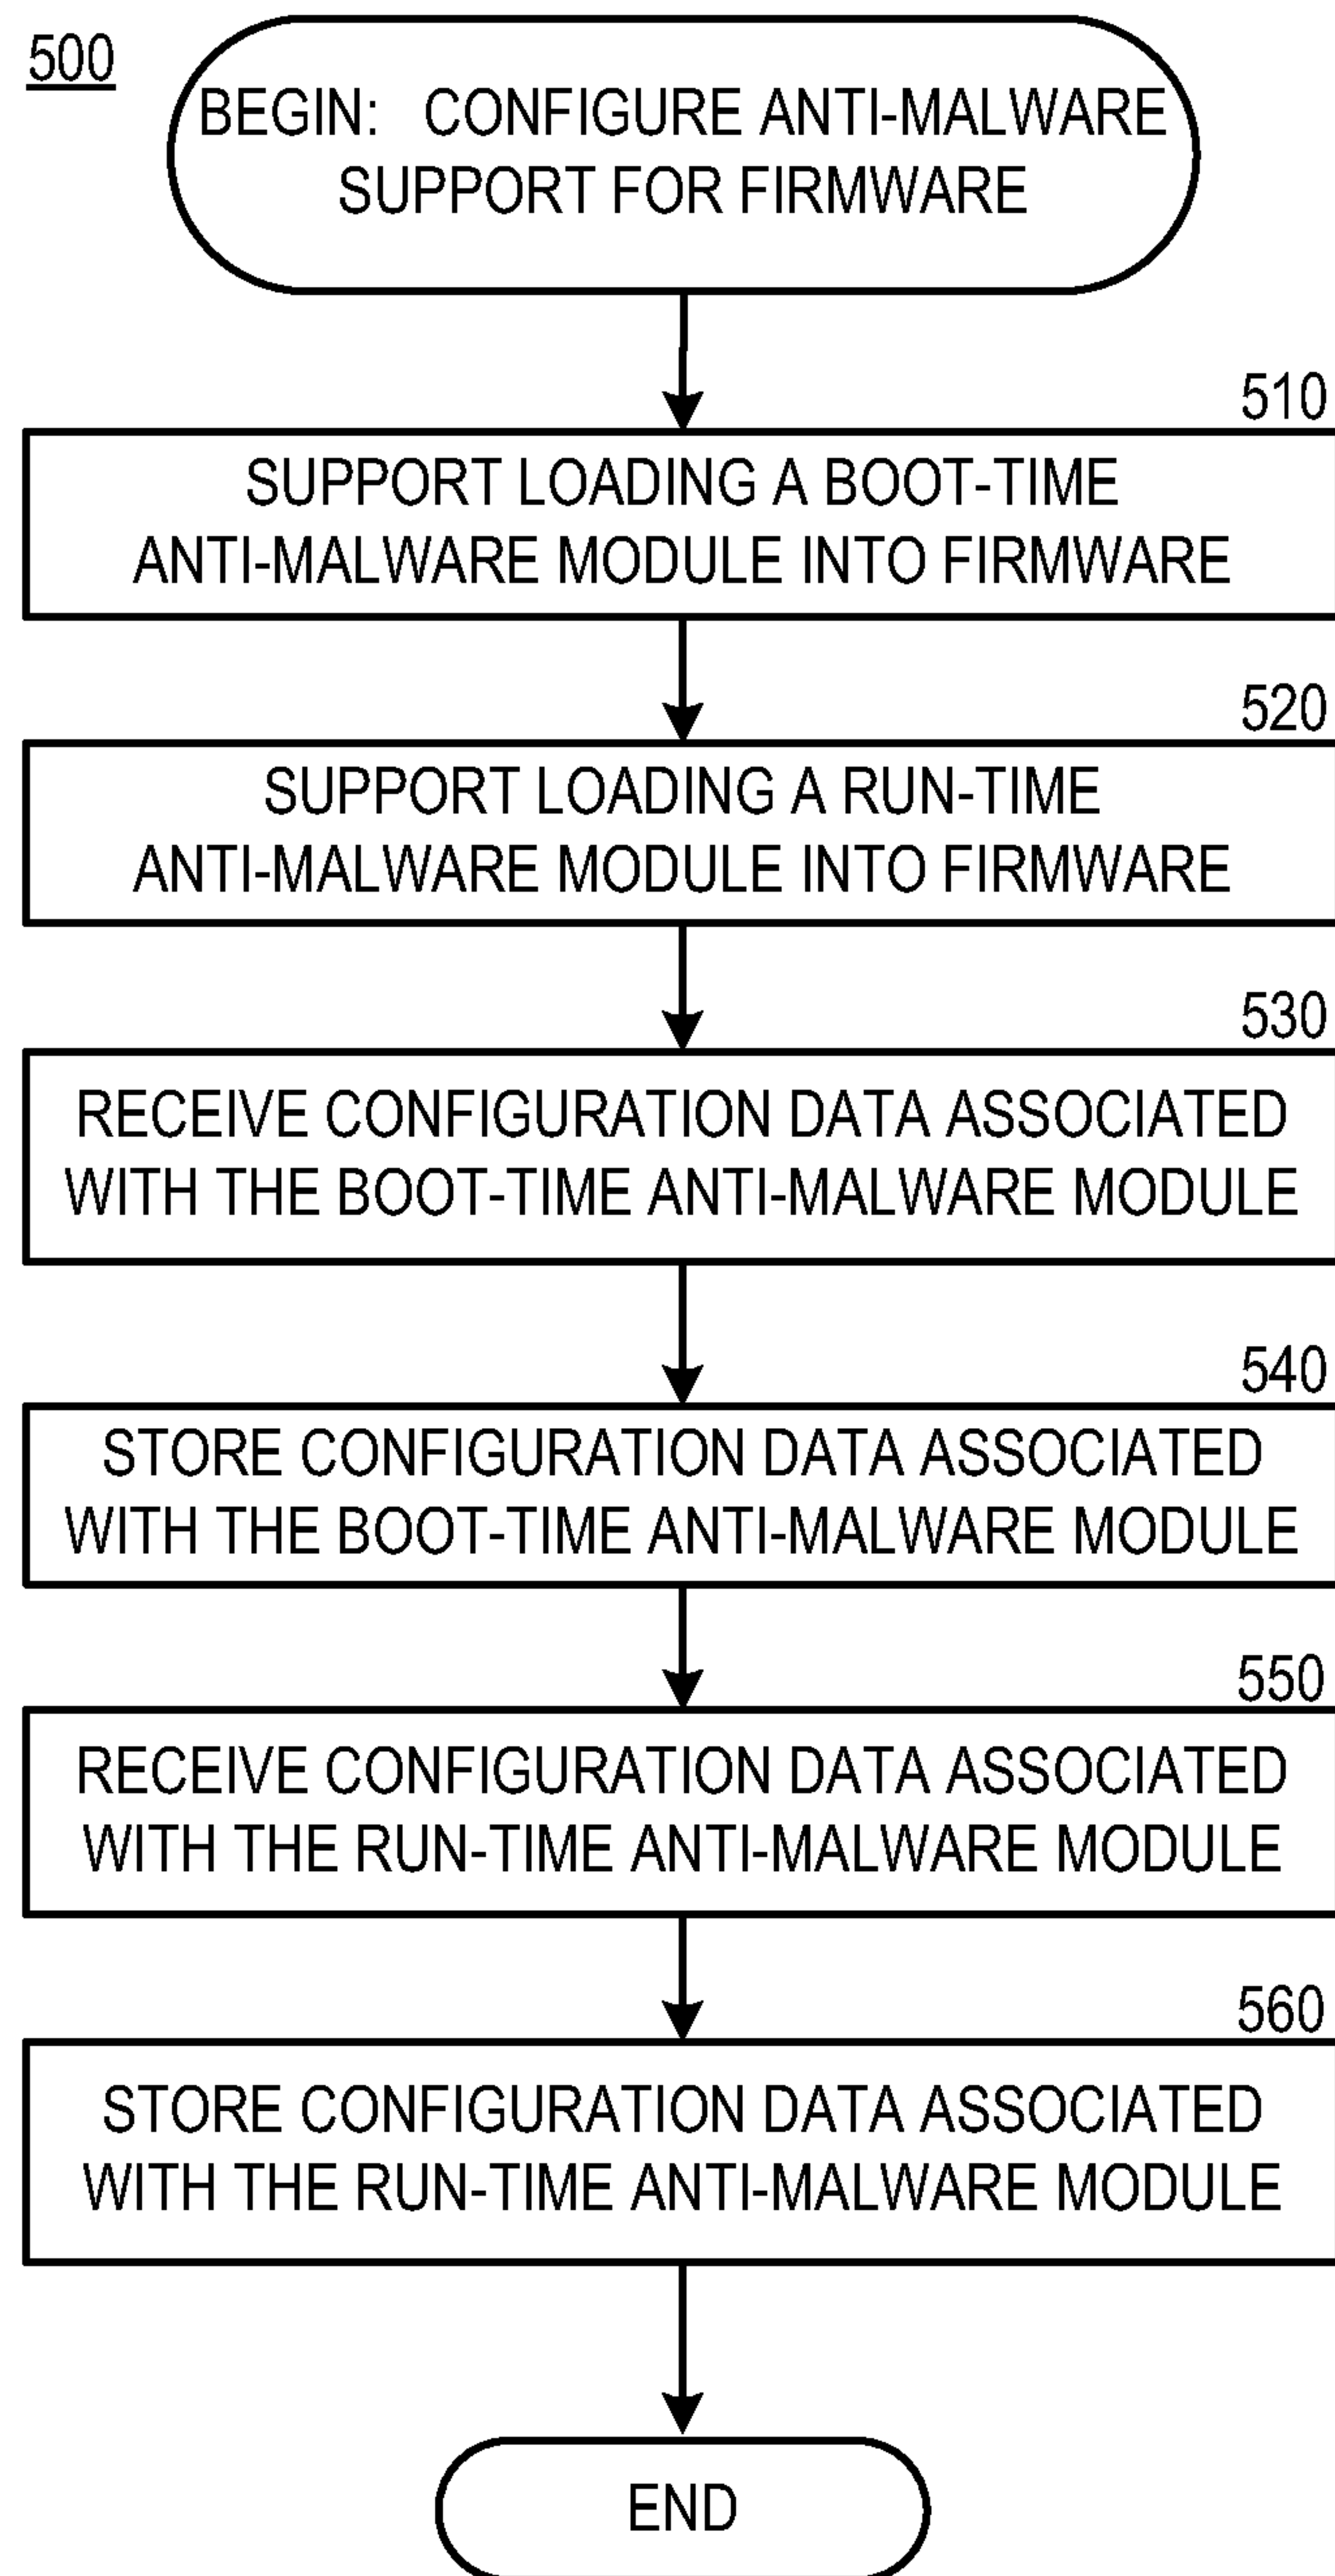 500
BEGIN: CONFIGURE ANTI-MALWARE
SUPPORT FOR FIRMWARE
510
SUPPORT LOADING A BOOT-TIME
ANTI-MALWARE MODULE INTO FIRMWARE
520
SUPPORT LOADING A RUN-TIME
ANTI-MALWARE MODULE INTO FIRMWARE
530
RECEIVE CONFIGURATION DATA ASSOCIATED
WITH THE BOOT-TIME ANTI-MALWARE MODULE
540
STORE CONFIGURATION DATA ASSOCIATED
WITH THE BOOT-TIME ANTI-MALWARE MODULE
550
RECEIVE CONFIGURATION DATA ASSOCIATED
WITH THE RUN-TIME ANTI-MALWARE MODULE
560
STORE CONFIGURATION DATA ASSOCIATED
WITH THE RUN-TIME ANTI-MALWARE MODULE
END